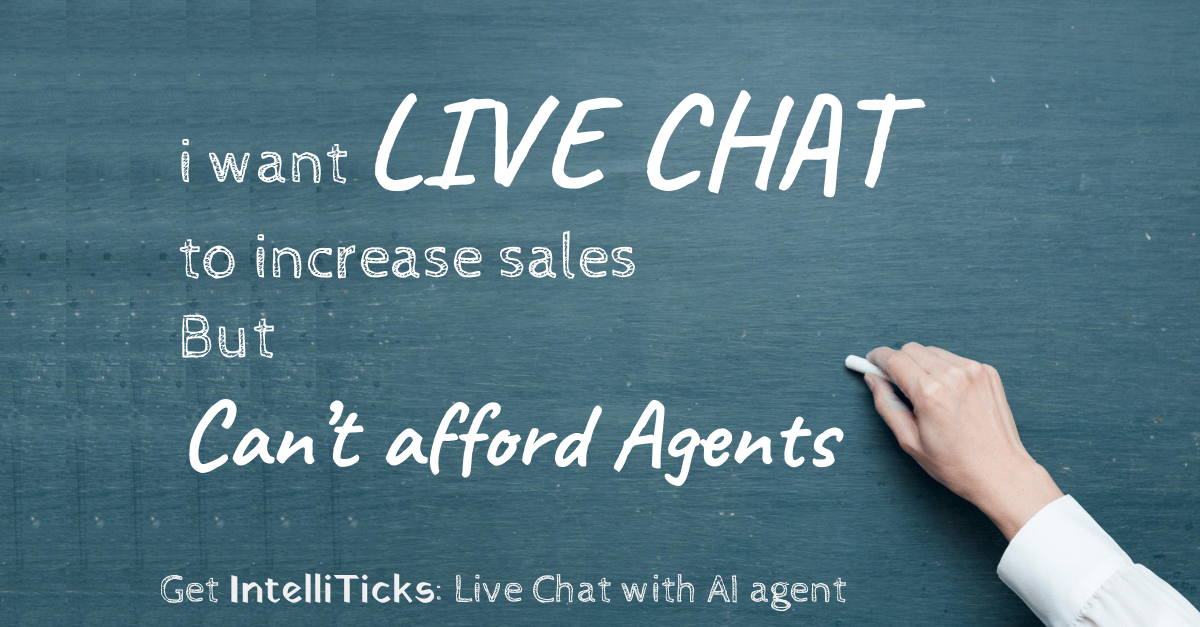 i want LIVE CHAT
to increase sales
But
Can't afford Agents
Get IntelliTicks: Live Chat with AI agent